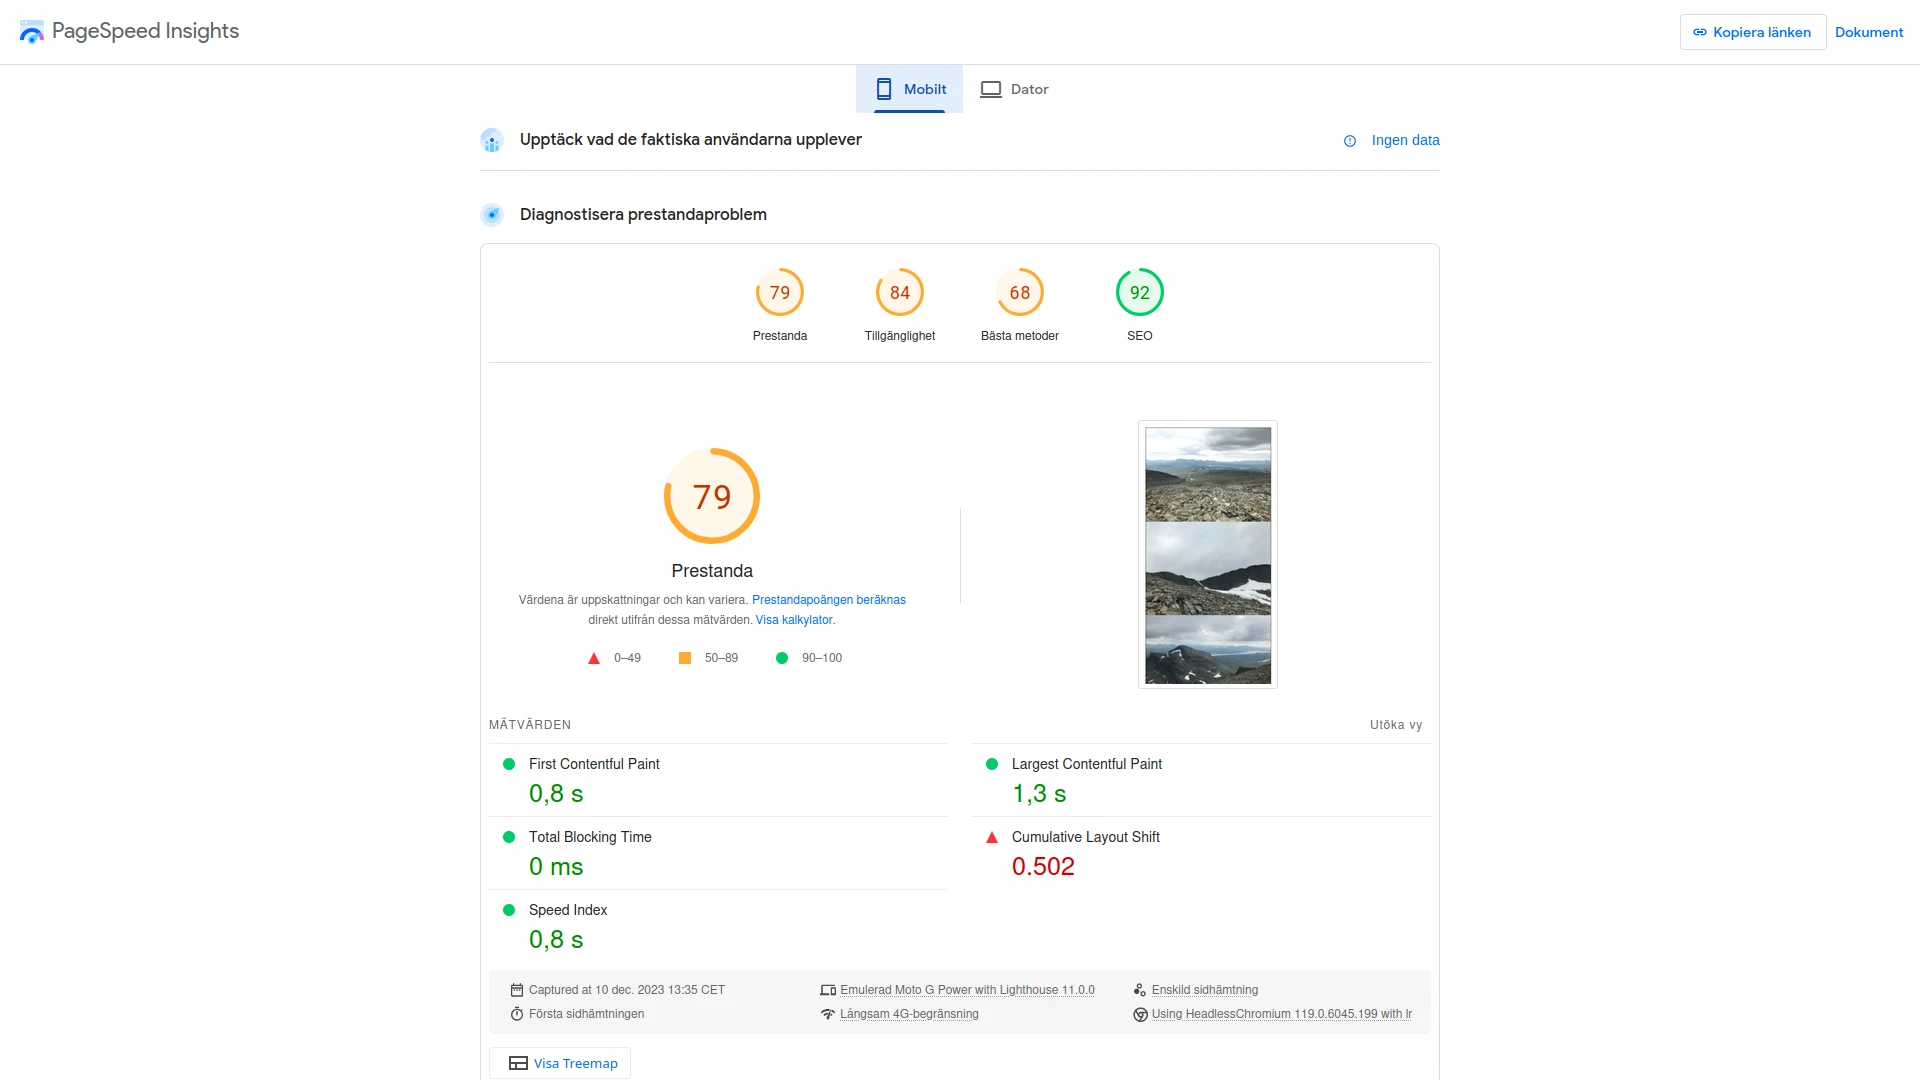 PageSpeed Insights
Kopiera länken
Dokument
Mobilt
Dator
Upptäck vad de faktiska användarna upplever
Ingen data
Diagnostisera prestandaproblem
79
84
68
92
Prestanda
Tillgänglighet
Bästa metoder
SEO
79
Prestanda
Värdena är uppskattningar och kan variera. Prestandapoängen beräknas
direkt utifrån dessa mätvärden. Visa kalkylator.
0–49
50–89
90–100
MÄTVÄRDEN
Utöka vy
First Contentful Paint
0,8 s
Largest Contentful Paint
1,3 s
Total Blocking Time
0 ms
Cumulative Layout Shift
0.502
Speed Index
0,8 s
Captured at 10 dec. 2023 13:35 CET
Emulerad Moto G Power with Lighthouse 11.0.0
Enskild sidhämtning
Första sidhämtningen
Långsam 4G-begränsning
Using HeadlessChromium 119.0.6045.199 with lr
Visa Treemap